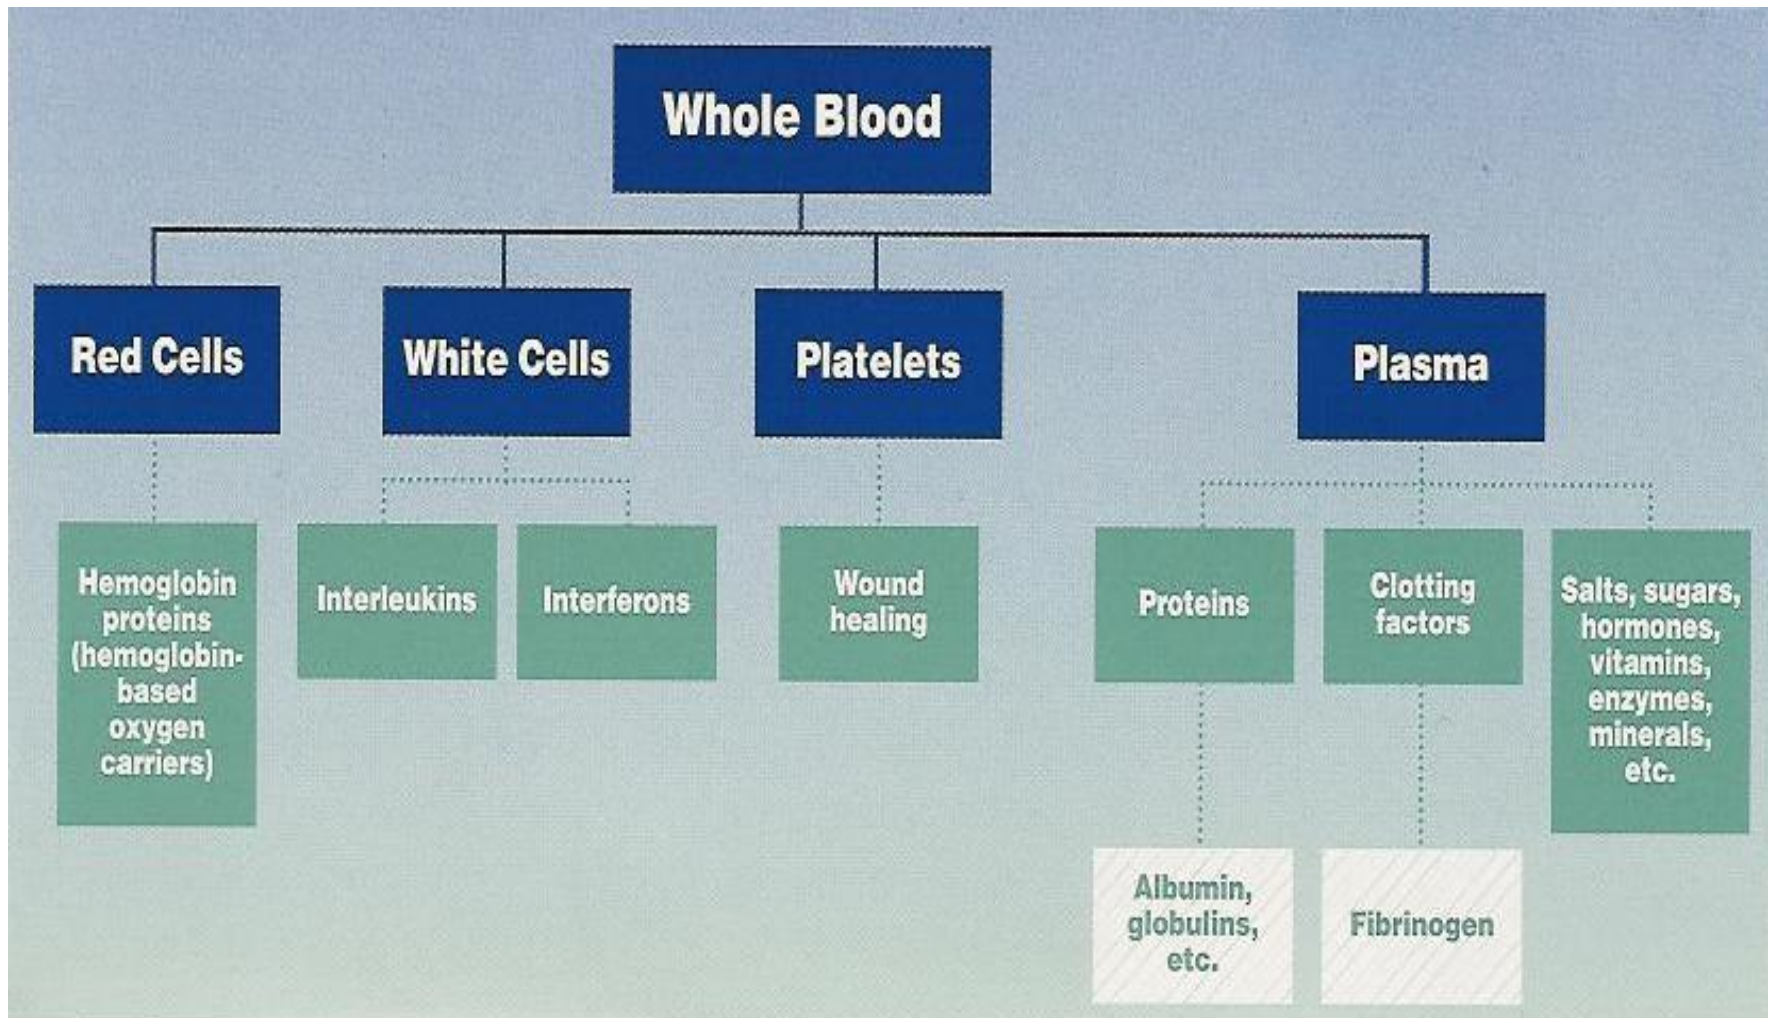 Whole Blood
Red Cells
White Cells
Platelets
Plasma
Hemoglobin
proteins
(hemoglobin-
based
oxygen
carriers)
Interleukins
Interferons
Wound
healing
Proteins
Clotting
factors
Salts, sugars,
hormones,
vitamins,
enzymes,
minerals,
etc.
Albumin,
globulins,
etc.
Fibrinogen